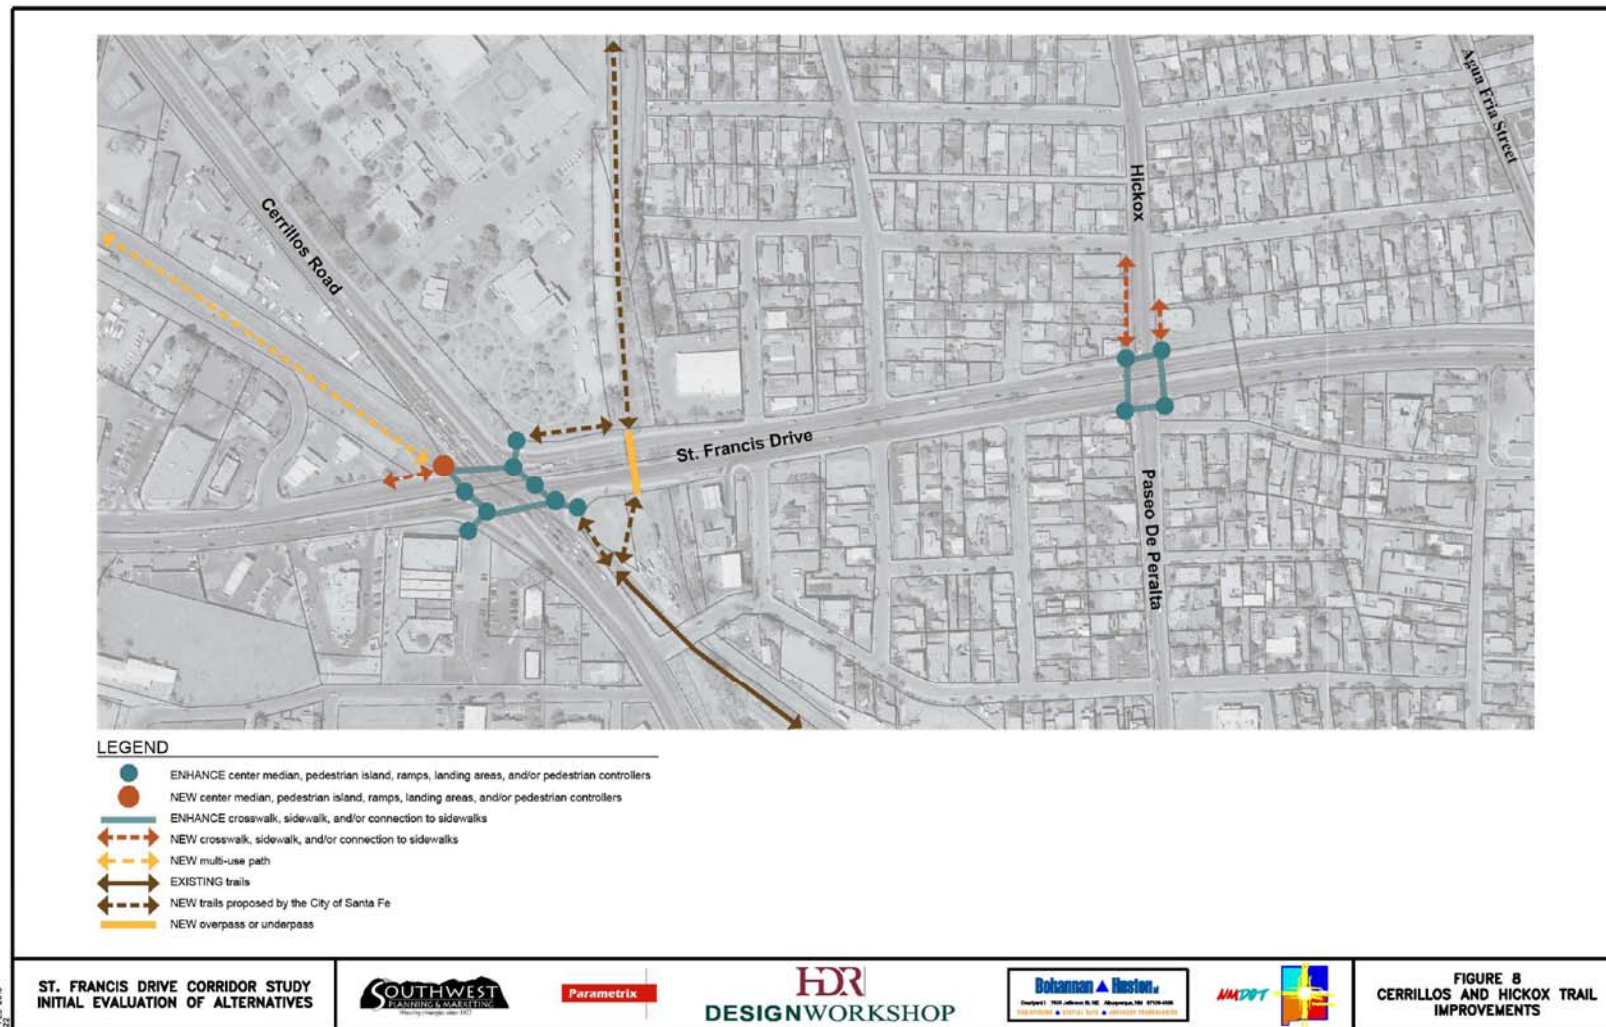 Agua Fria Street
Hickox
Cerrillos Road
St. Francis Drive
Paseo De Peralta
LEGEND
ENHANCE center median, pedestrian island, ramps, landing areas, and/or pedestrian controllers
NEW center median, pedestrian island, ramps, landing areas, and/or pedestrian controllers
ENHANCE crosswalk, sidewalk, and/or connection to sidewalks
NEW crosswalk, sidewalk, and/or connection to sidewalks
NEW multi-use path
EXISTING trails
NEW trails proposed by the City of Santa Fe
NEW overpass or underpass
ST. FRANCIS DRIVE CORRIDOR STUDY
INITIAL EVALUATION OF ALTERNATIVES
SOUTHWEST
PLANNING & MARKETING
Parametrix
HDR
DESIGNWORKSHOP
Bohannan ▲ Huston
NMDOT
FIGURE 8
CERRILLOS AND HICKOX TRAIL
IMPROVEMENTS